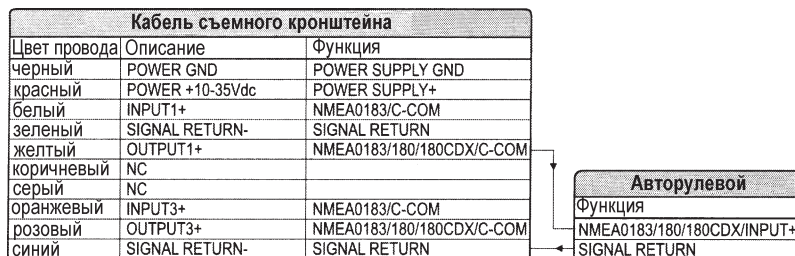 Кабель съемного кронштейна
Цвет провода Описание Функция
черный POWER GND POWER SUPPLY GND
красный POWER +10-35Vdc POWER SUPPLY+
белый INPUT1+ NMEA0183/C-COM
зеленый SIGNAL RETURN- SIGNAL RETURN
желтый OUTPUT1+ NMEA0183/180/180CDX/C-COM
коричневый NC
серый NC
оранжевый INPUT3+ NMEA0183/C-COM
розовый OUTPUT3+ NMEA0183/180/180CDX/C-COM
синий SIGNAL RETURN- SIGNAL RETURN
Авторулевой
Функция
NMEA0183/180/180CDX/INPUT+
SIGNAL RETURN